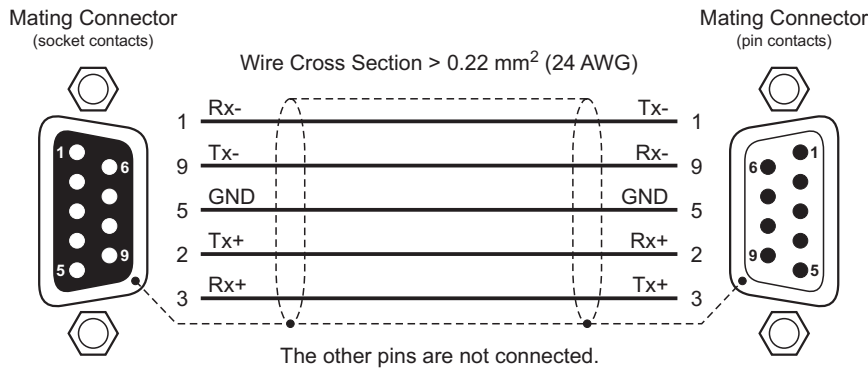 Mating Connector
(socket contacts)
Mating Connector
(pin contacts)
Wire Cross Section > 0.22 mm² (24 AWG)
1 Rx- Tx- 1
9 Tx- Rx- 9
5 GND GND 5
2 Tx+ Rx+ 2
3 Rx+ Tx+ 3
1
6
9
5
1
6
9
5
The other pins are not connected.